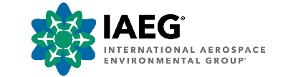 IAEG®
INTERNATIONAL AEROSPACE
ENVIRONMENTAL GROUP®